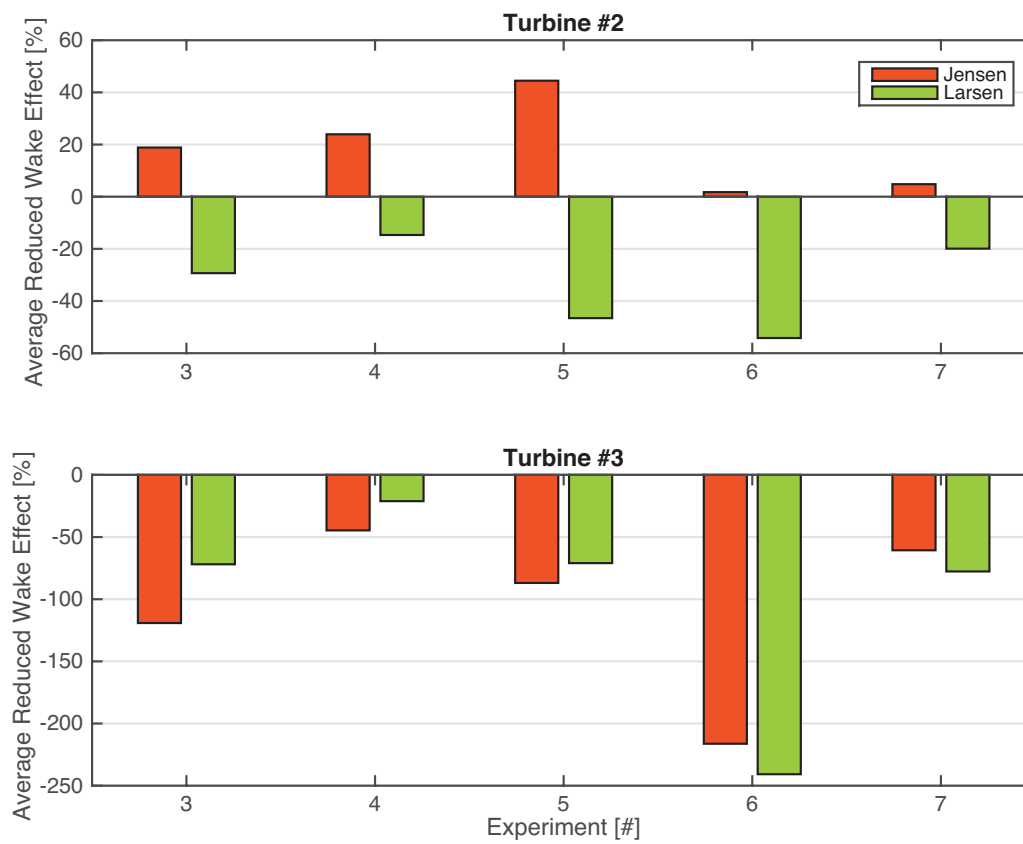 Turbine #2
Average Reduced Wake Effect [%]
60
40
20
0
-20
-40
-60
Jensen
Larsen
3 4 5 6 7
Turbine #3
Average Reduced Wake Effect [%]
0
-50
-100
-150
-200
-250
3 4 5 6 7
Experiment [#]